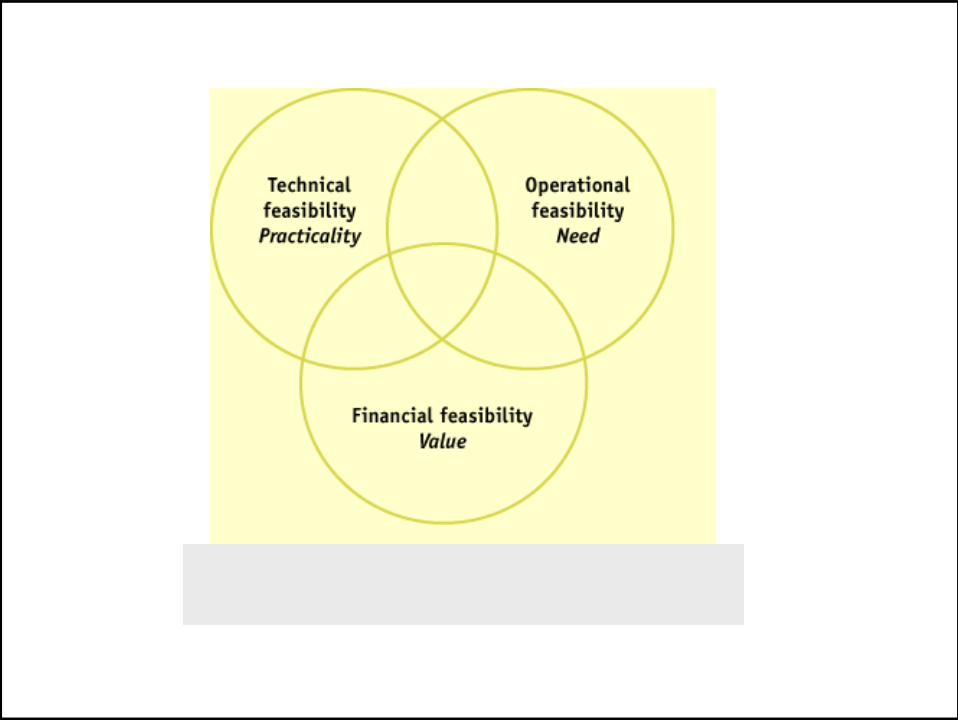 Technical
feasibility
Practicality
Operational
feasibility
Need
Financial feasibility
Value